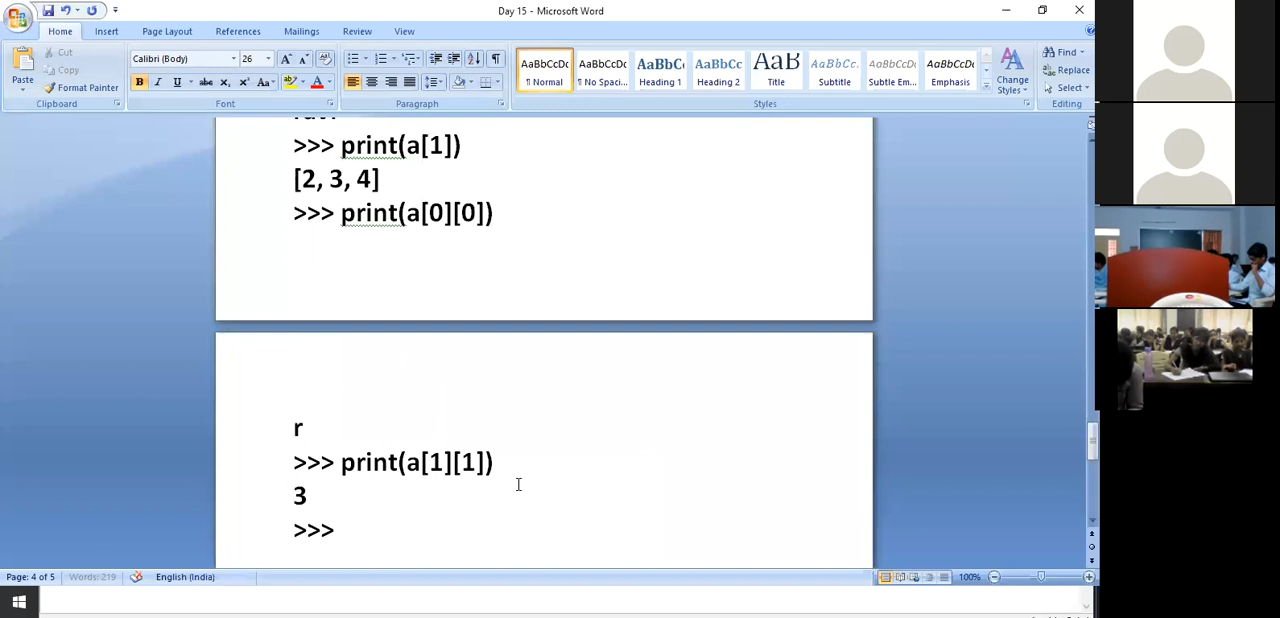 Day 15 - Microsoft Word
Home Insert Page Layout References Mailings Review View
Cut
Copy
Format Painter
Paste
Clipboard
Calibri (Body) 26
Font
Paragraph
AaBbCcDc AaBbCcDc AaBbCc AaBbCc AaB AaBbCc. AaBbCcDc AaBbCcDc
¶ Normal ¶ No Spaci... Heading 1 Heading 2 Title Subtitle Subtle Em... Emphasis
Change Styles
Styles
Find
Replace
Select
Editing
>>> print(a[1])
[2, 3, 4]
>>> print(a[0][0])
r
>>> print(a[1][1])
3
>>>
Page: 4 of 5 Words: 219 English (India) 100%